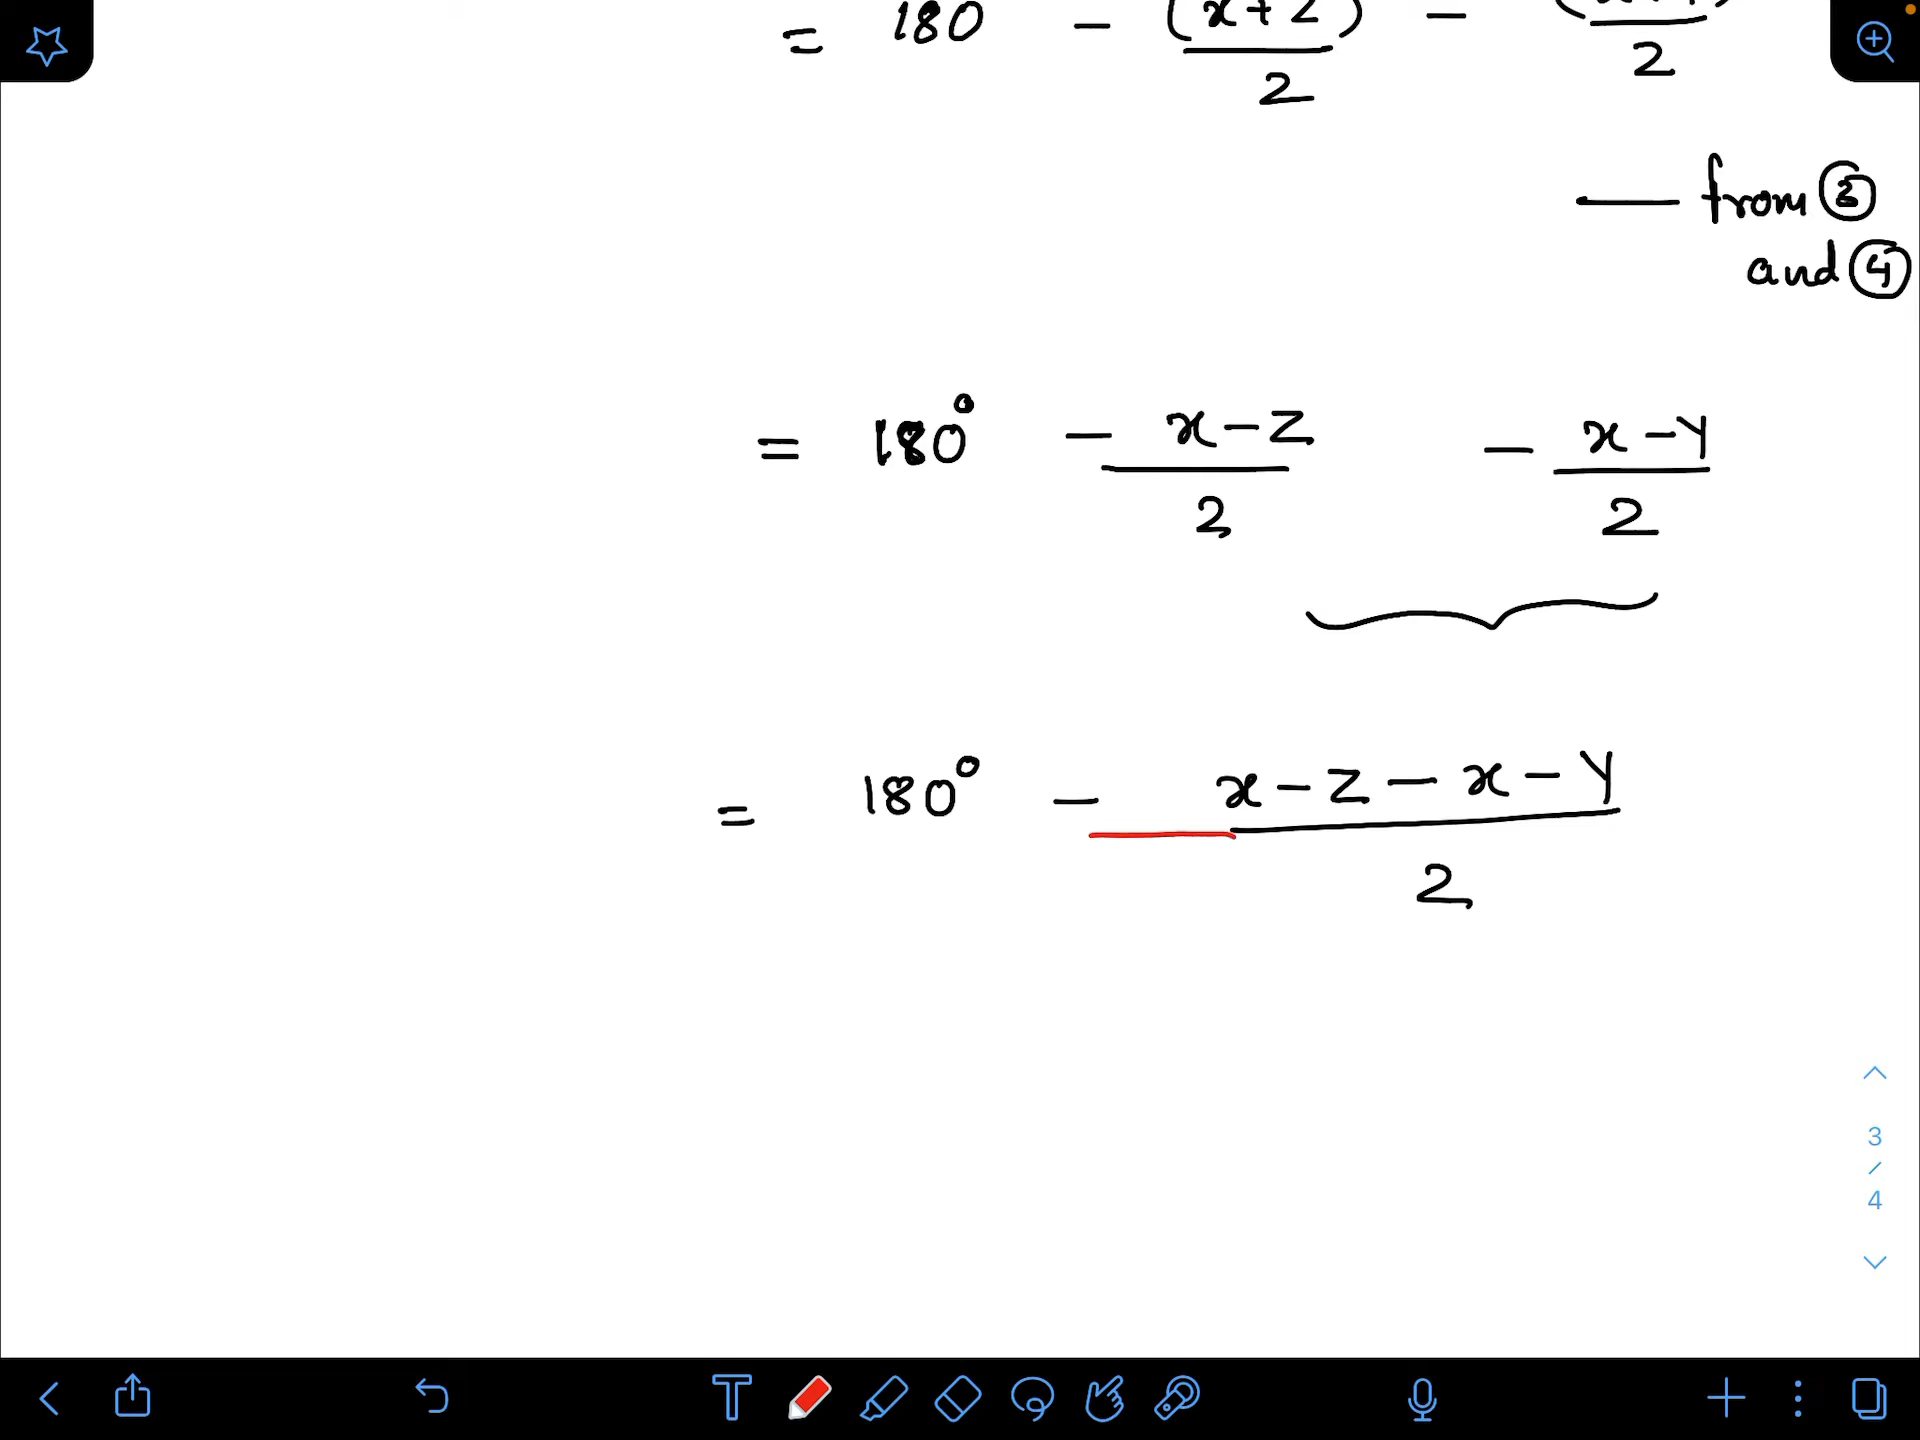 = 180 - (x+z)/2 - /2
— from ③
and ④
= 180° (- x-z)/2 (- x-y)/2
= 180° (- x-z-x-y)/2
3
/
4